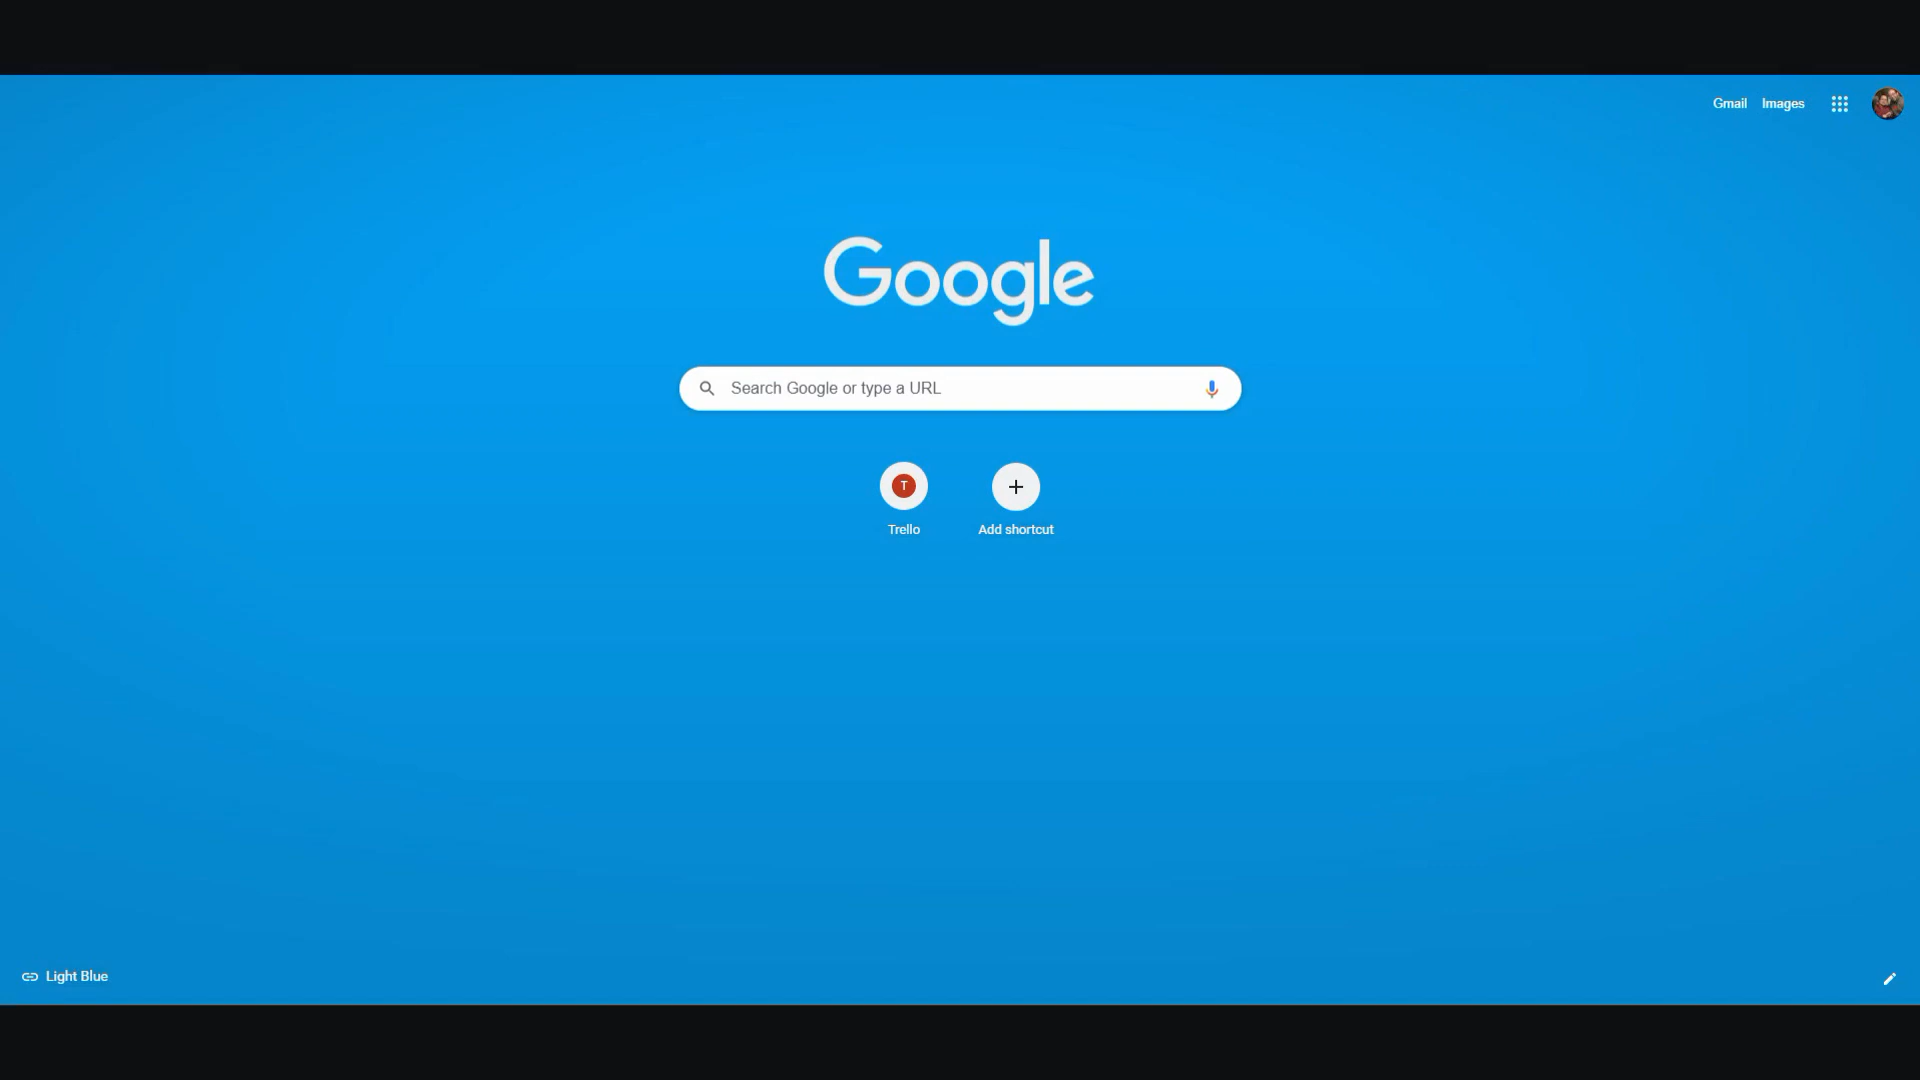 Gmail Images
Google
Search Google or type a URL
T
Trello
Add shortcut
Light Blue